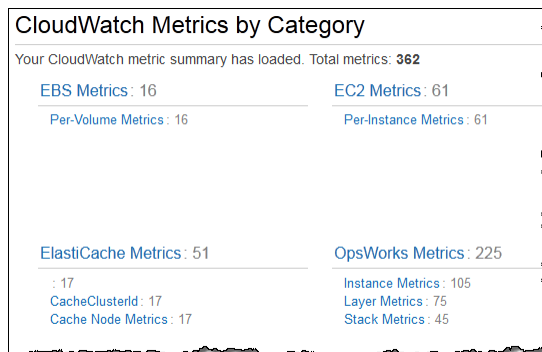 CloudWatch Metrics by Category
Your CloudWatch metric summary has loaded. Total metrics: 362
EBS Metrics: 16
Per-Volume Metrics: 16
EC2 Metrics: 61
Per-Instance Metrics: 61
ElastiCache Metrics: 51
: 17
CacheClusterId: 17
Cache Node Metrics: 17
OpsWorks Metrics: 225
Instance Metrics: 105
Layer Metrics: 75
Stack Metrics: 45